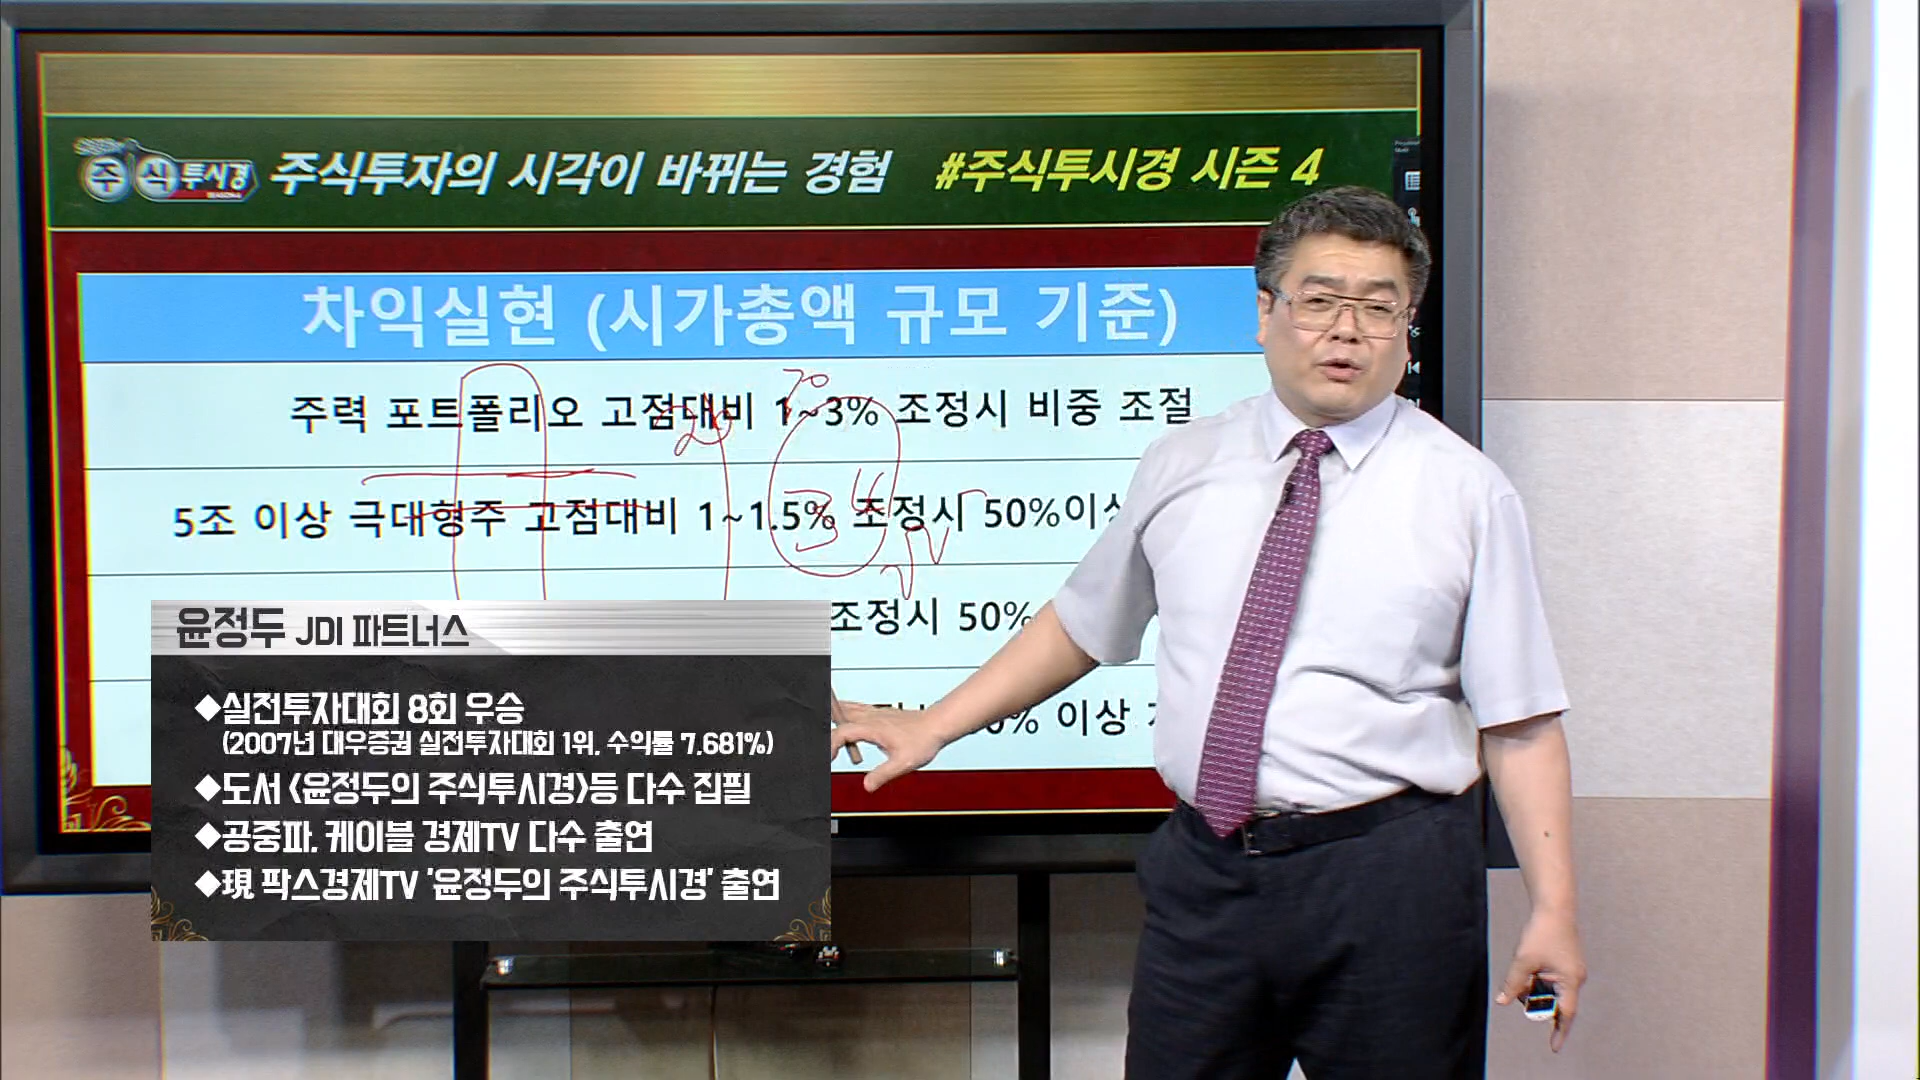 주식투시경 주식투자의 시각이 바뀌는 경험 #주식투시경 시즌 4
차익실현 (시가총액 규모 기준)
주력 포트폴리오 고점대비 1~3% 조정시 비중 조절
5조 이상 극대형주 고점대비 1~1.5% 조정시 50%이상
조정시 50%
% 이상
윤정두 JDI 파트너스
◆실전투자대회 8회 우승
(2007년 대우증권 실전투자대회 1위, 수익률 7,681%)
◆도서 <윤정두의 주식투시경>등 다수 집필
◆공중파, 케이블 경제TV 다수 출연
◆現 팍스경제TV '윤정두의 주식투시경' 출연